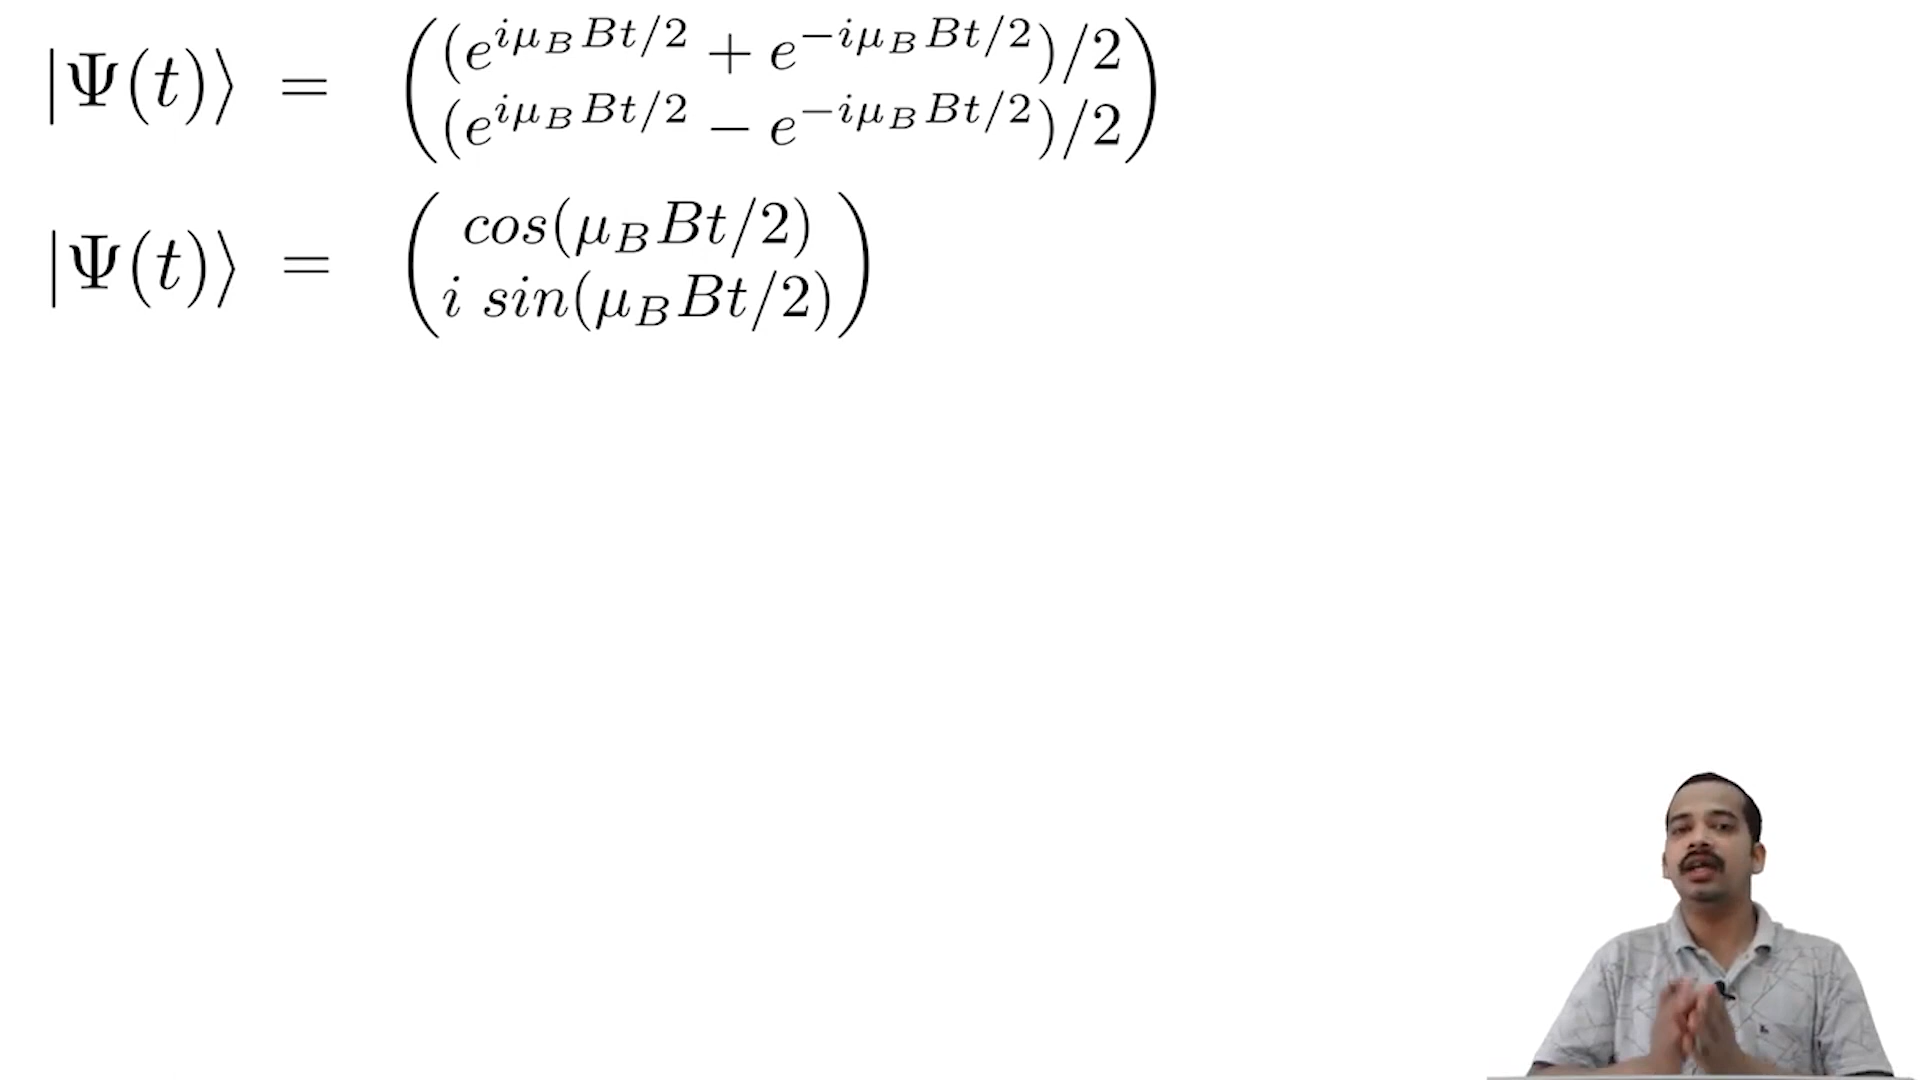 |Ψ(t)⟩ = ( (e^{iμ_B Bt/2} + e^{-iμ_B Bt/2})/2
(e^{iμ_B Bt/2} − e^{-iμ_B Bt/2})/2 )
|Ψ(t)⟩ = ( cos(μ_B Bt/2)
i sin(μ_B Bt/2) )